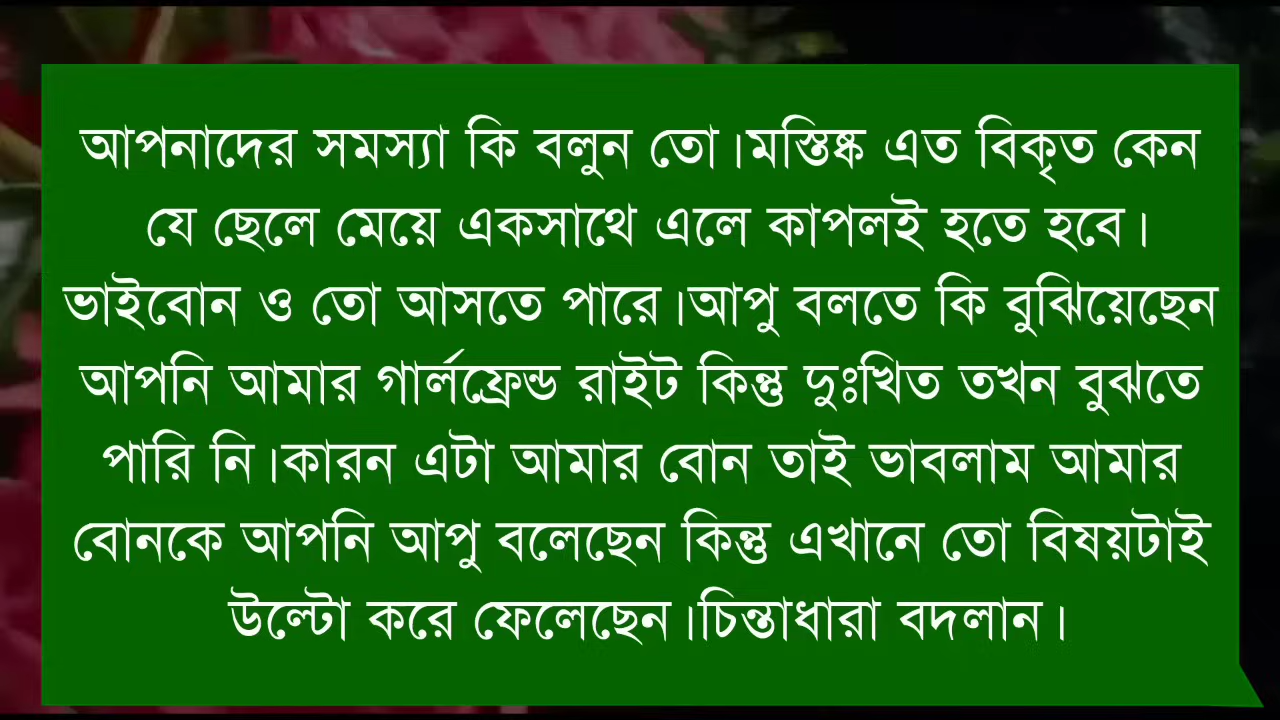 আপনাদের সমস্যা কি বলুন তো।মস্তিষ্ক এত বিকৃত কেন
যে ছেলে মেয়ে একসাথে এলে কাপলই হতে হবে।
ভাইবোন ও তো আসতে পারে।আপু বলতে কি বুঝিয়েছেন
আপনি আমার গার্লফ্রেন্ড রাইট কিন্তু দুঃখিত তখন বুঝতে
পারি নি।কারন এটা আমার বোন তাই ভাবলাম আমার
বোনকে আপনি আপু বলেছেন কিন্তু এখানে তো বিষয়টাই
উল্টো করে ফেলেছেন।চিন্তাধারা বদলান।